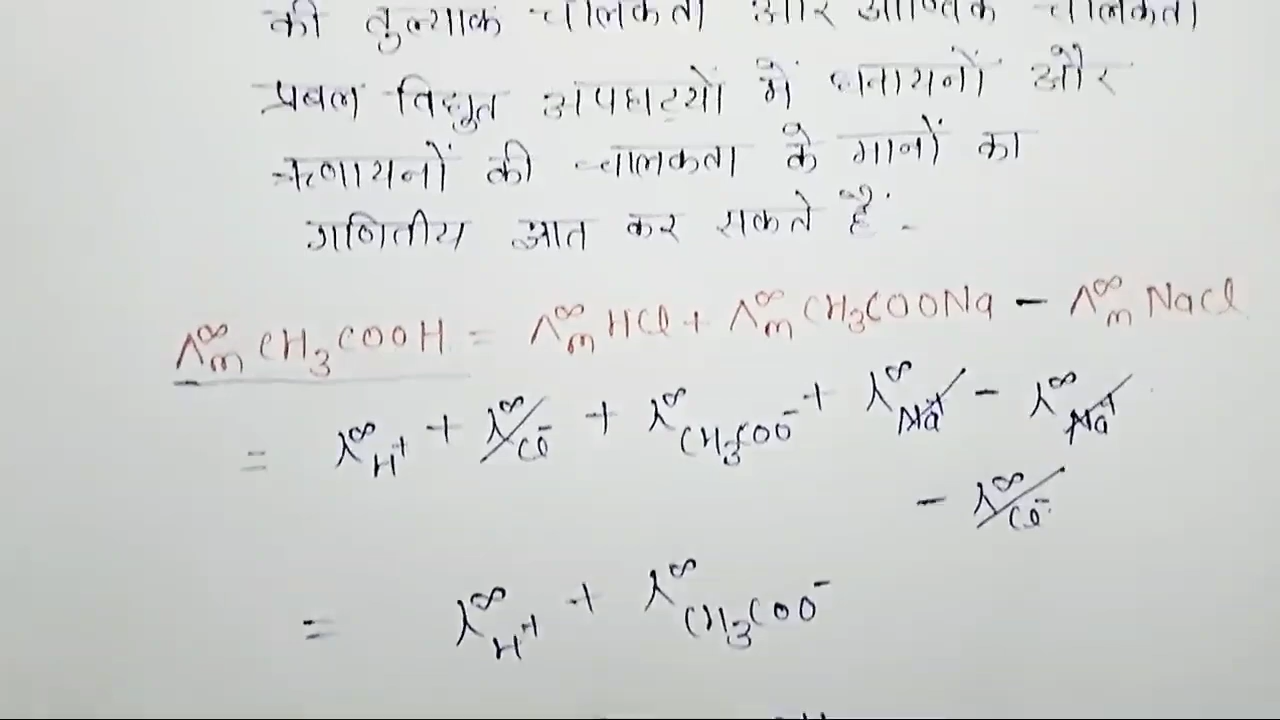 की तुल्यांक चालकता और आण्विक चालकता
प्रबल विद्युत अपघट्यों में धनायनों और
ऋणायनों की चालकता के मानों का
गणितीय ज्ञात कर सकते हैं.
Λ∞m CH3COOH = Λ∞m HCl + Λ∞m CH3COONa - Λ∞m NaCl
= λ∞H+ + λ∞Cl- + λ∞CH3COO- + λ∞Na+ - λ∞Na+
- λ∞Cl-
= λ∞H+ + λ∞CH3COO-